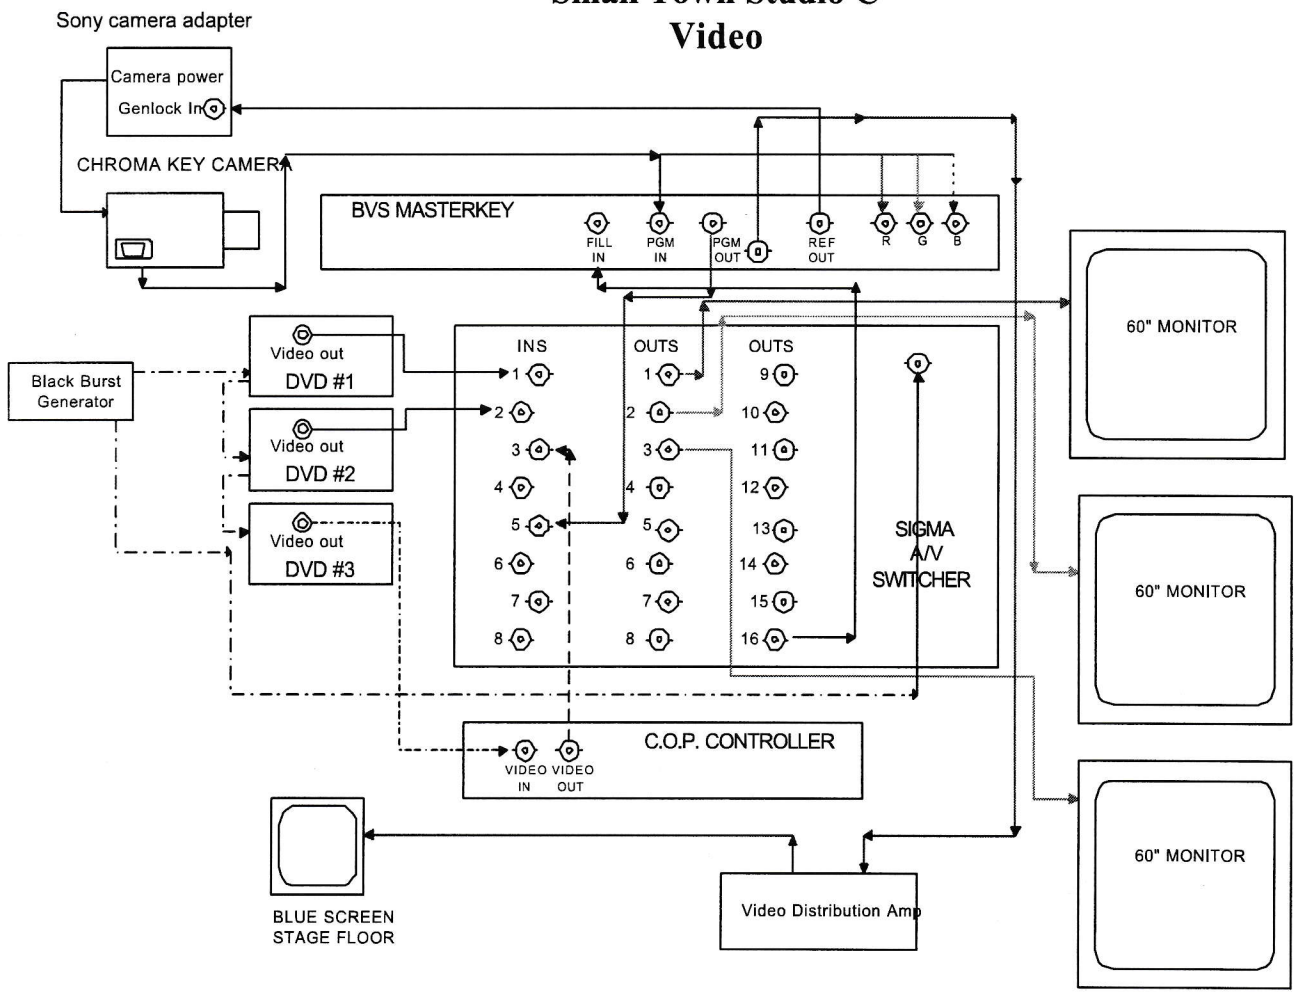 Small Town Studio C
Video
Sony camera adapter
Camera power
Genlock In
CHROMA KEY CAMERA
BVS MASTERKEY
FILL IN
PGM IN
PGM OUT
REF OUT
R G B
Black Burst
Generator
Video out
DVD #1
Video out
DVD #2
Video out
DVD #3
INS
1
2
3
4
5
6
7
8
OUTS
1
2
3
4
5
6
7
8
OUTS
9
10
11
12
13
14
15
16
SIGMA
A/V
SWITCHER
60" MONITOR
60" MONITOR
60" MONITOR
C.O.P. CONTROLLER
VIDEO IN
VIDEO OUT
BLUE SCREEN
STAGE FLOOR
Video Distribution Amp